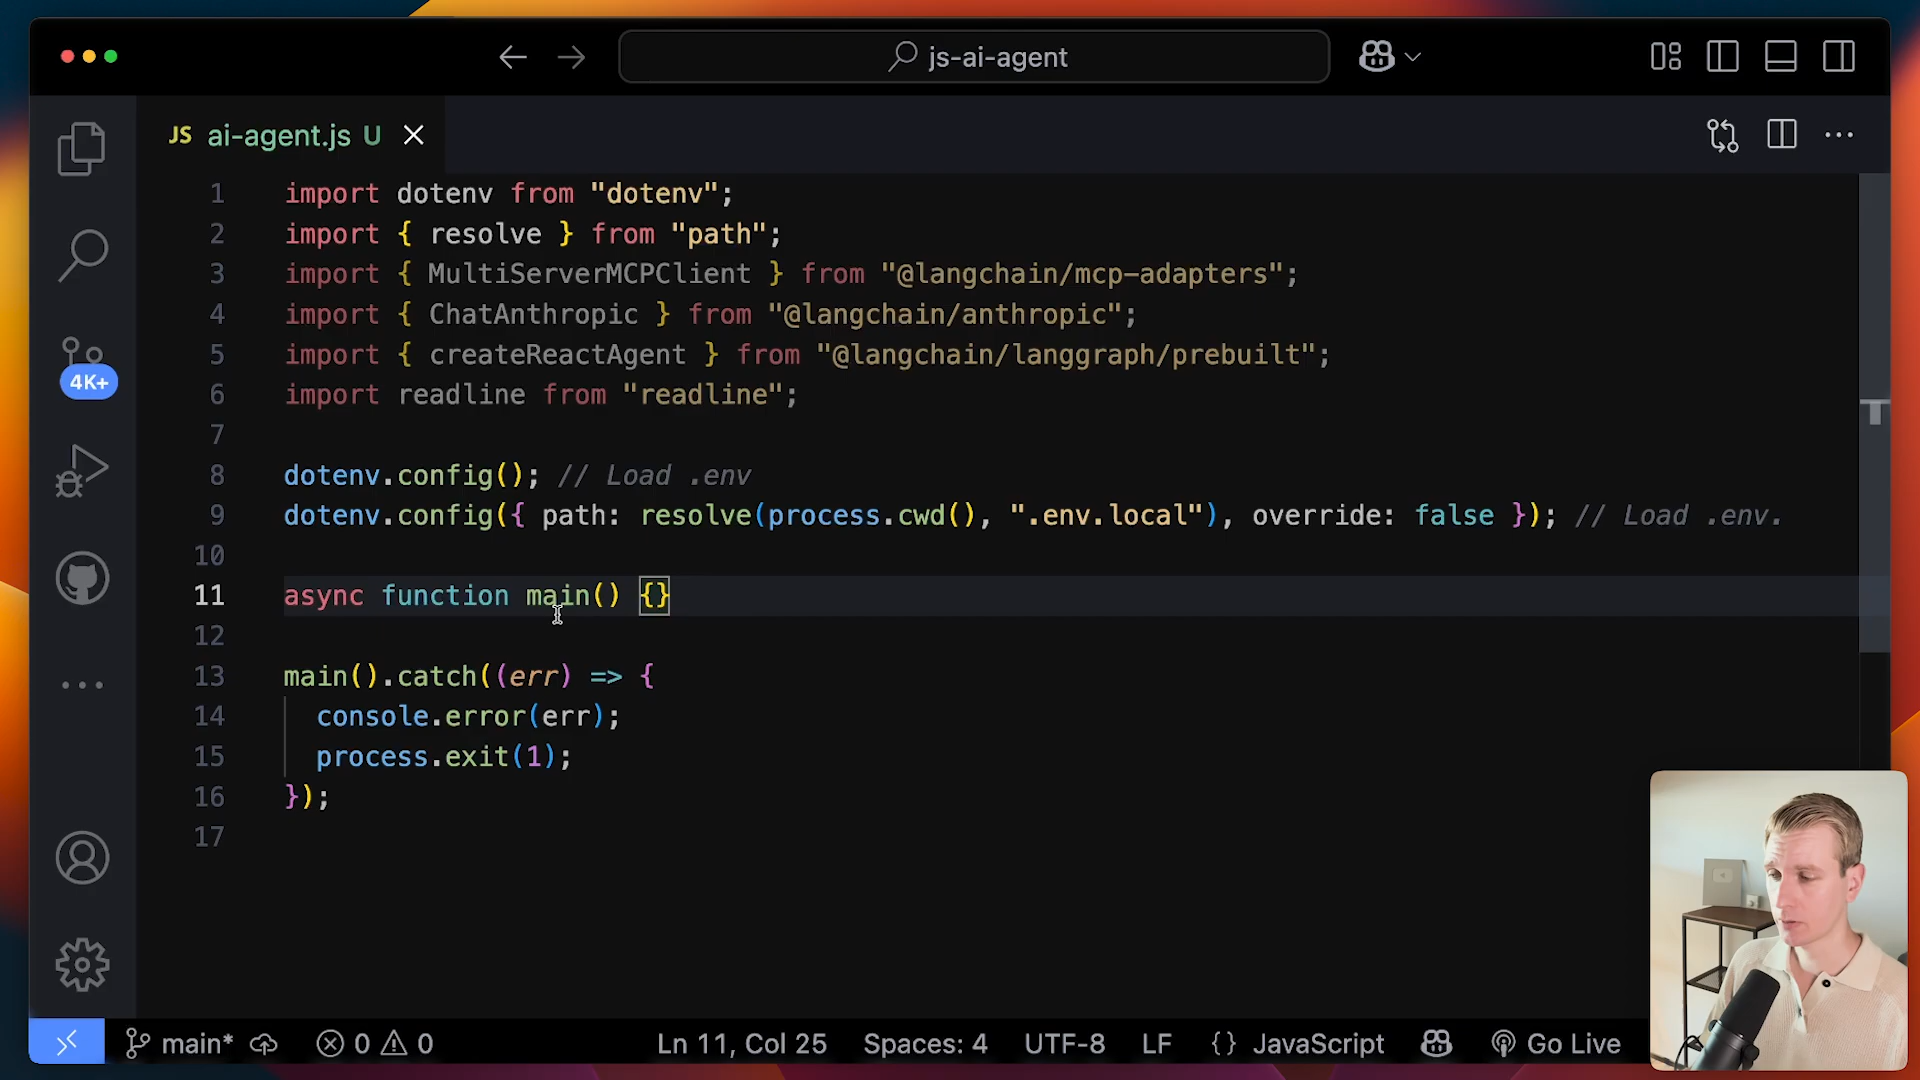 js-ai-agent
JS ai-agent.js U
1 import dotenv from "dotenv";
2 import { resolve } from "path";
3 import { MultiServerMCPClient } from "@langchain/mcp-adapters";
4 import { ChatAnthropic } from "@langchain/anthropic";
5 import { createReactAgent } from "@langchain/langgraph/prebuilt";
6 import readline from "readline";
7
8 dotenv.config(); // Load .env
9 dotenv.config({ path: resolve(process.cwd(), ".env.local"), override: false }); // Load .env.
10
11 async function main() {}
12
13 main().catch((err) => {
14 console.error(err);
15 process.exit(1);
16 });
17
4K+
main* 0 0 Ln 11, Col 25 Spaces: 4 UTF-8 LF {} JavaScript Go Live